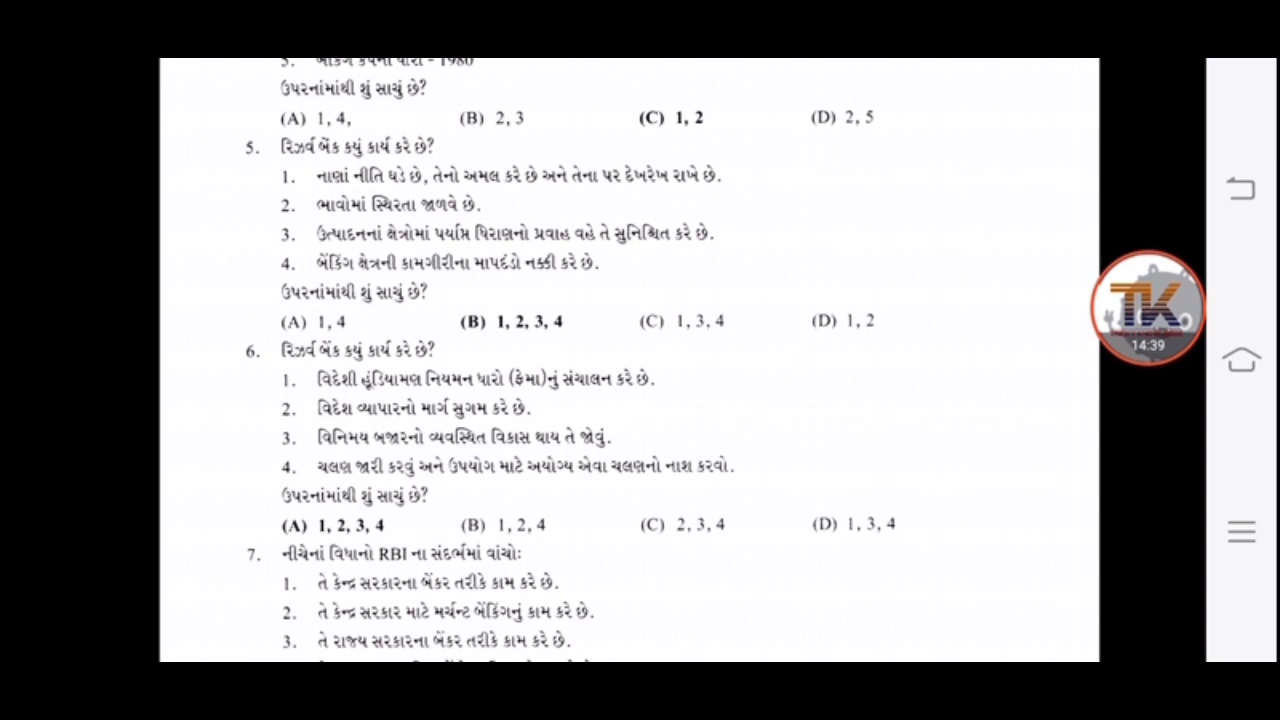 5. બેંકિંગ કંપની ધારો - 1980
ઉપરનાંમાંથી શું સાચું છે?
(A) 1, 4, (B) 2, 3 (C) 1, 2 (D) 2, 5
5. રિઝર્વ બેંક કયું કાર્ય કરે છે?
1. નાણાં નીતિ ઘડે છે, તેનો અમલ કરે છે અને તેના પર દેખરેખ રાખે છે.
2. ભાવોમાં સ્થિરતા જાળવે છે.
3. ઉત્પાદનનાં ક્ષેત્રોમાં પર્યાપ્ત ધિરાણનો પ્રવાહ વહે તે સુનિશ્ચિત કરે છે.
4. બેંકિંગ ક્ષેત્રની કામગીરીના માપદંડો નક્કી કરે છે.
ઉપરનાંમાંથી શું સાચું છે?
(A) 1, 4 (B) 1, 2, 3, 4 (C) 1, 3, 4 (D) 1, 2
6. રિઝર્વ બેંક કયું કાર્ય કરે છે?
1. વિદેશી હૂંડિયામણ નિયમન ધારો (ફેમા)નું સંચાલન કરે છે.
2. વિદેશ વ્યાપારનો માર્ગ સુગમ કરે છે.
3. વિનિમય બજારનો વ્યવસ્થિત વિકાસ થાય તે જોવું.
4. ચલણ જારી કરવું અને ઉપયોગ માટે અયોગ્ય એવા ચલણનો નાશ કરવો.
ઉપરનાંમાંથી શું સાચું છે?
(A) 1, 2, 3, 4 (B) 1, 2, 4 (C) 2, 3, 4 (D) 1, 3, 4
7. નીચેનાં વિધાનો RBI ના સંદર્ભમાં વાંચોઃ
1. તે કેન્દ્ર સરકારના બેંકર તરીકે કામ કરે છે.
2. તે કેન્દ્ર સરકાર માટે મર્ચન્ટ બેંકિંગનું કામ કરે છે.
3. તે રાજ્ય સરકારના બેંકર તરીકે કામ કરે છે.
TK
14:39